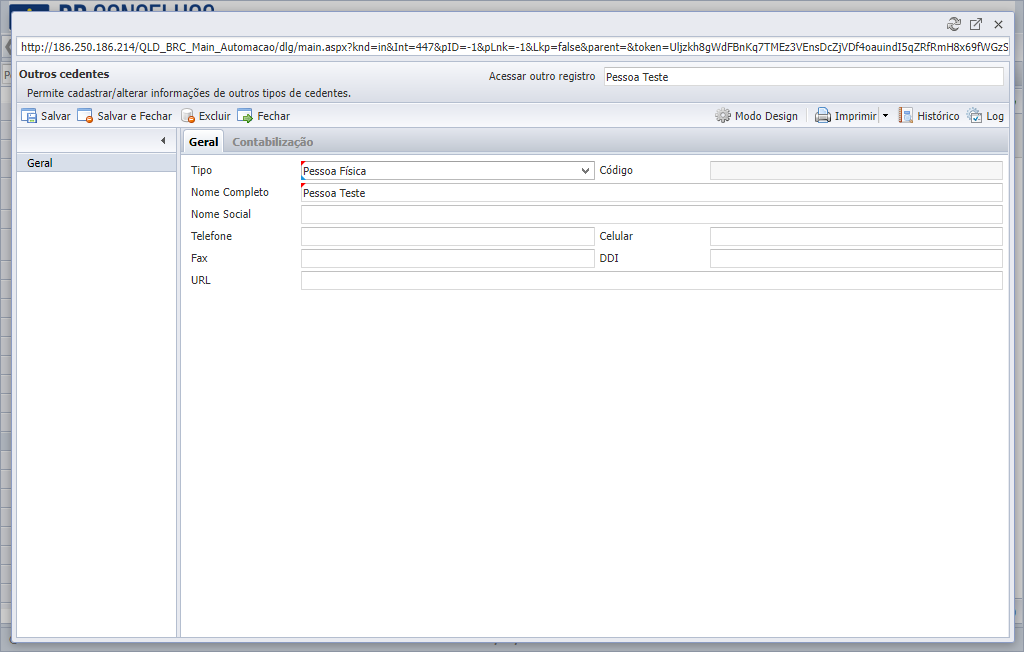 BR CONSELHOS
http://186.250.186.214/QLD_BRC_Main_Automacao/dlg/main.aspx?knd=in&Int=447&pID=-1&pLnk=-1&Lkp=false&parent=&token=Uljzkh8gWdFBnKq7TMEz3VEnsDcZjVDf4oauindI5qZRfRmH8x69fWGzS
Outros cedentes Acessar outro registro Pessoa Teste
Permite cadastrar/alterar informações de outros tipos de cedentes.
Salvar Salvar e Fechar Excluir Fechar Modo Design Imprimir Histórico Log
Geral Contabilização
Geral
Tipo Pessoa Física Código
Nome Completo Pessoa Teste
Nome Social
Telefone Celular
Fax DDI
URL